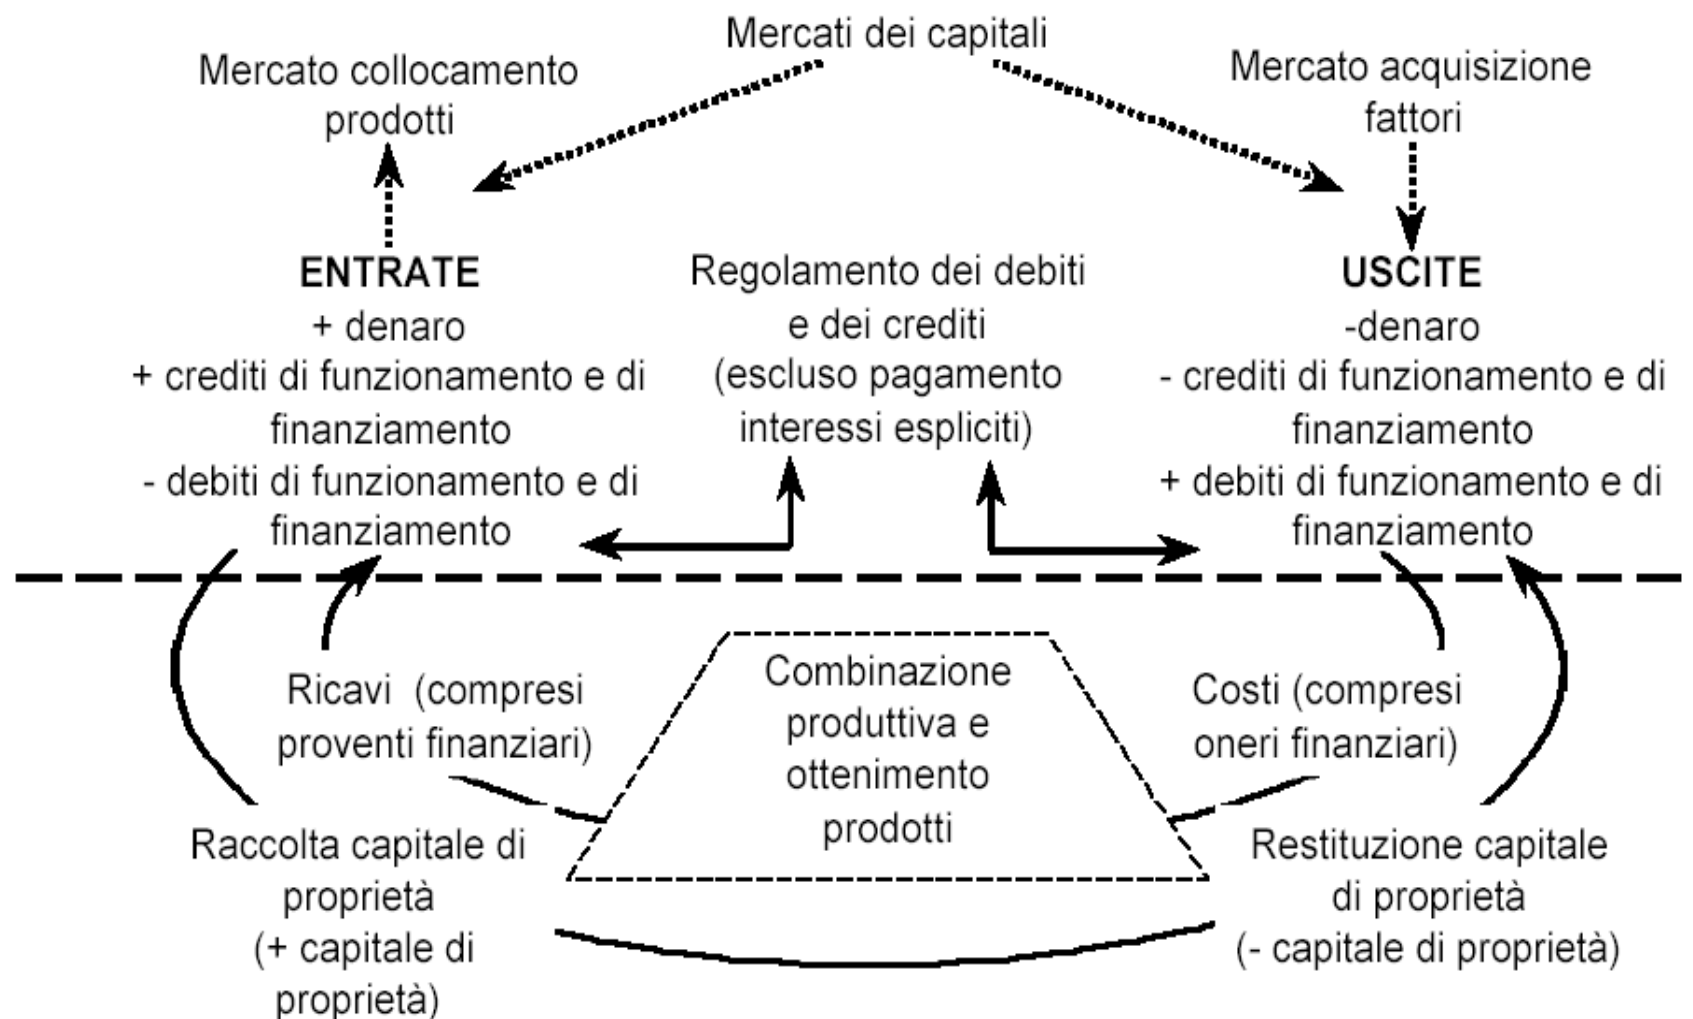 Mercati dei capitali
Mercato collocamento
prodotti
Mercato acquisizione
fattori
ENTRATE
+ denaro
+ crediti di funzionamento e di
finanziamento
- debiti di funzionamento e di
finanziamento
Regolamento dei debiti
e dei crediti
(escluso pagamento
interessi espliciti)
USCITE
-denaro
- crediti di funzionamento e di
finanziamento
+ debiti di funzionamento e di
finanziamento
Ricavi (compresi
proventi finanziari)
Combinazione
produttiva e
ottenimento
prodotti
Costi (compresi
oneri finanziari)
Raccolta capitale di
proprietà
(+ capitale di
proprietà)
Restituzione capitale
di proprietà
(- capitale di proprietà)